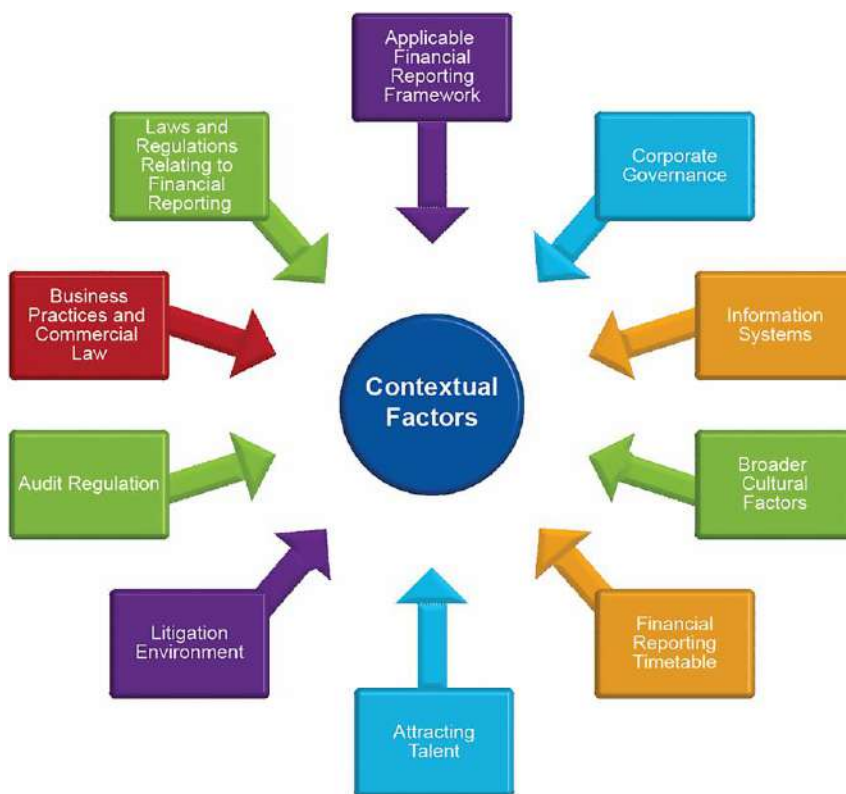 Applicable
Financial
Reporting
Framework
Laws and
Regulations
Relating to
Financial
Reporting
Corporate
Governance
Business
Practices and
Commercial
Law
Information
Systems
Contextual
Factors
Audit Regulation
Broader
Cultural
Factors
Litigation
Environment
Financial
Reporting
Timetable
Attracting
Talent